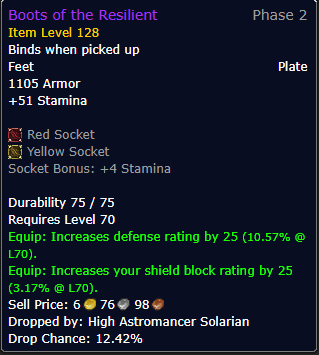 Boots of the Resilient Phase 2
Item Level 128
Binds when picked up
Feet Plate
1105 Armor
+51 Stamina
Red Socket
Yellow Socket
Socket Bonus: +4 Stamina
Durability 75 / 75
Requires Level 70
Equip: Increases defense rating by 25 (10.57% @
L70).
Equip: Increases your shield block rating by 25
(3.17% @ L70).
Sell Price: 6 76 98
Dropped by: High Astromancer Solarian
Drop Chance: 12.42%